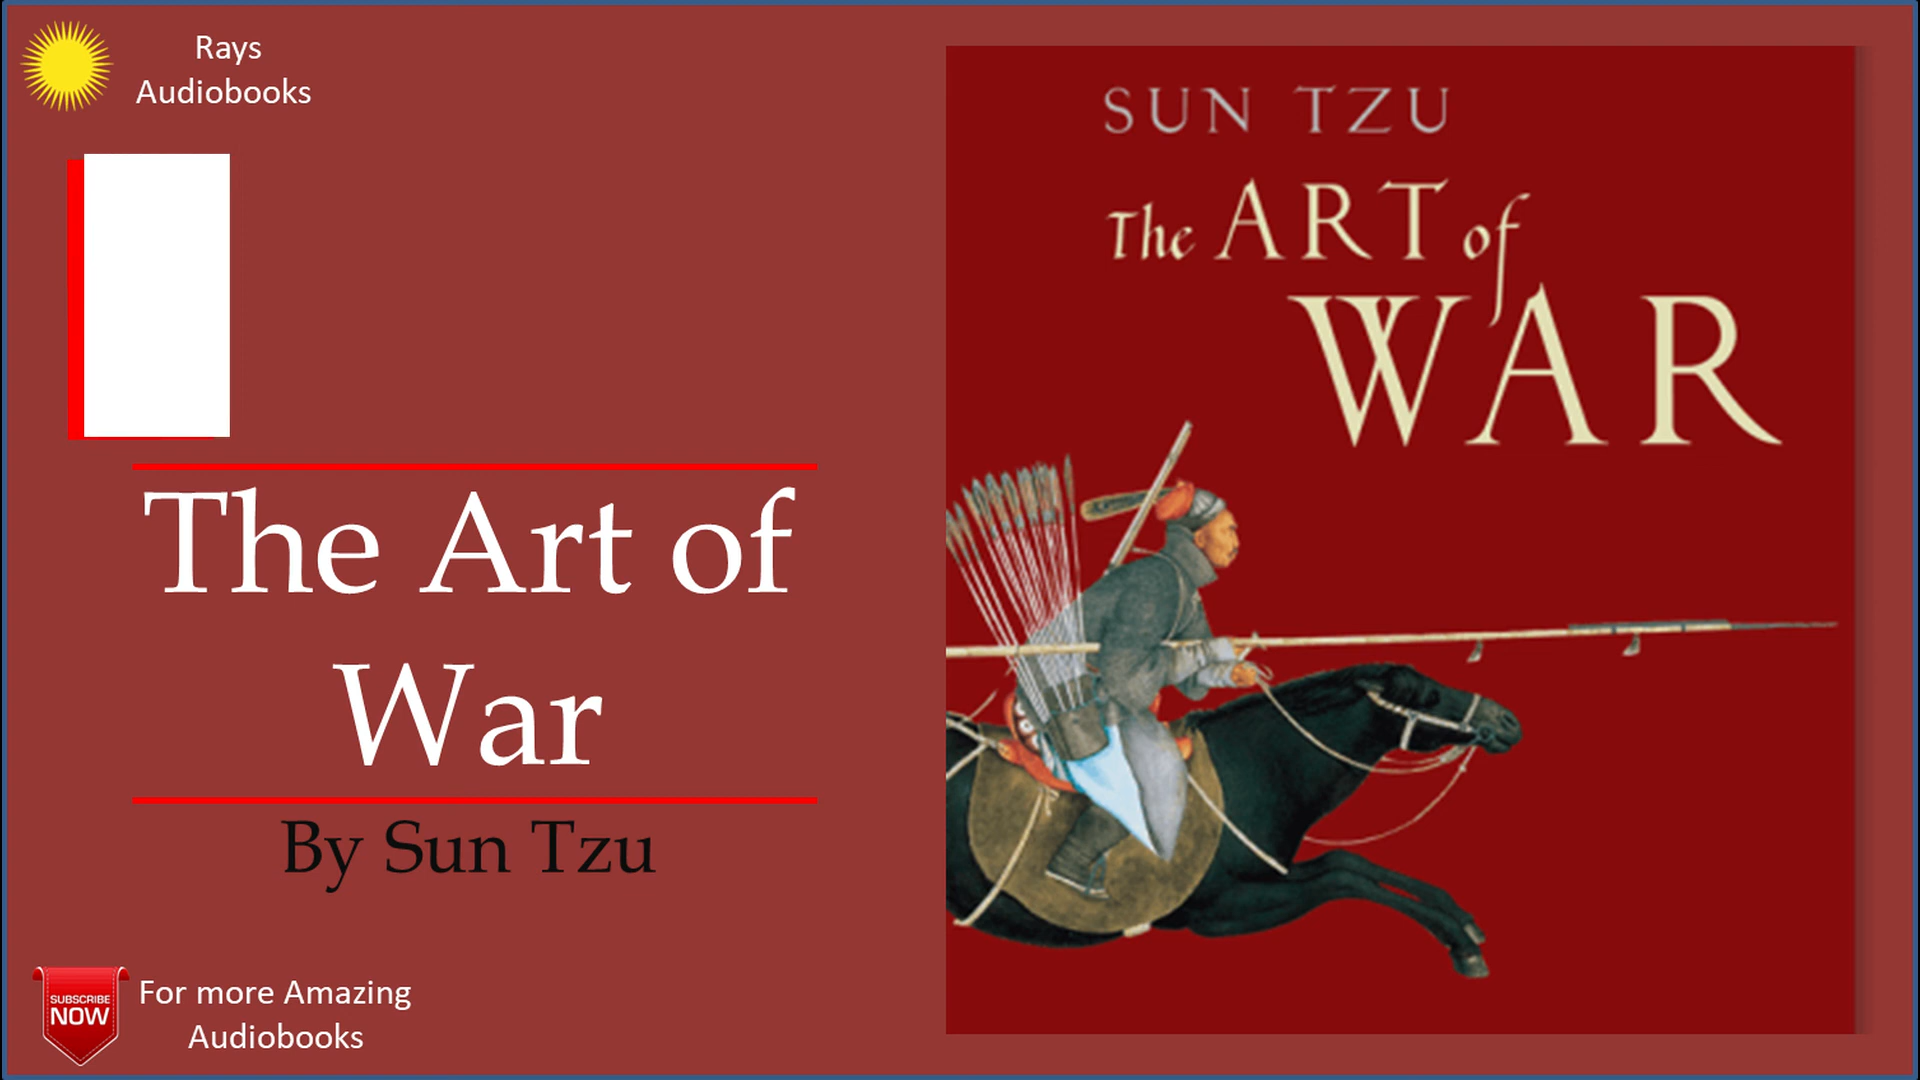 Rays
Audiobooks
The Art of
War
By Sun Tzu
SUBSCRIBE
NOW
For more Amazing
Audiobooks
SUN TZU
The ART of
WAR